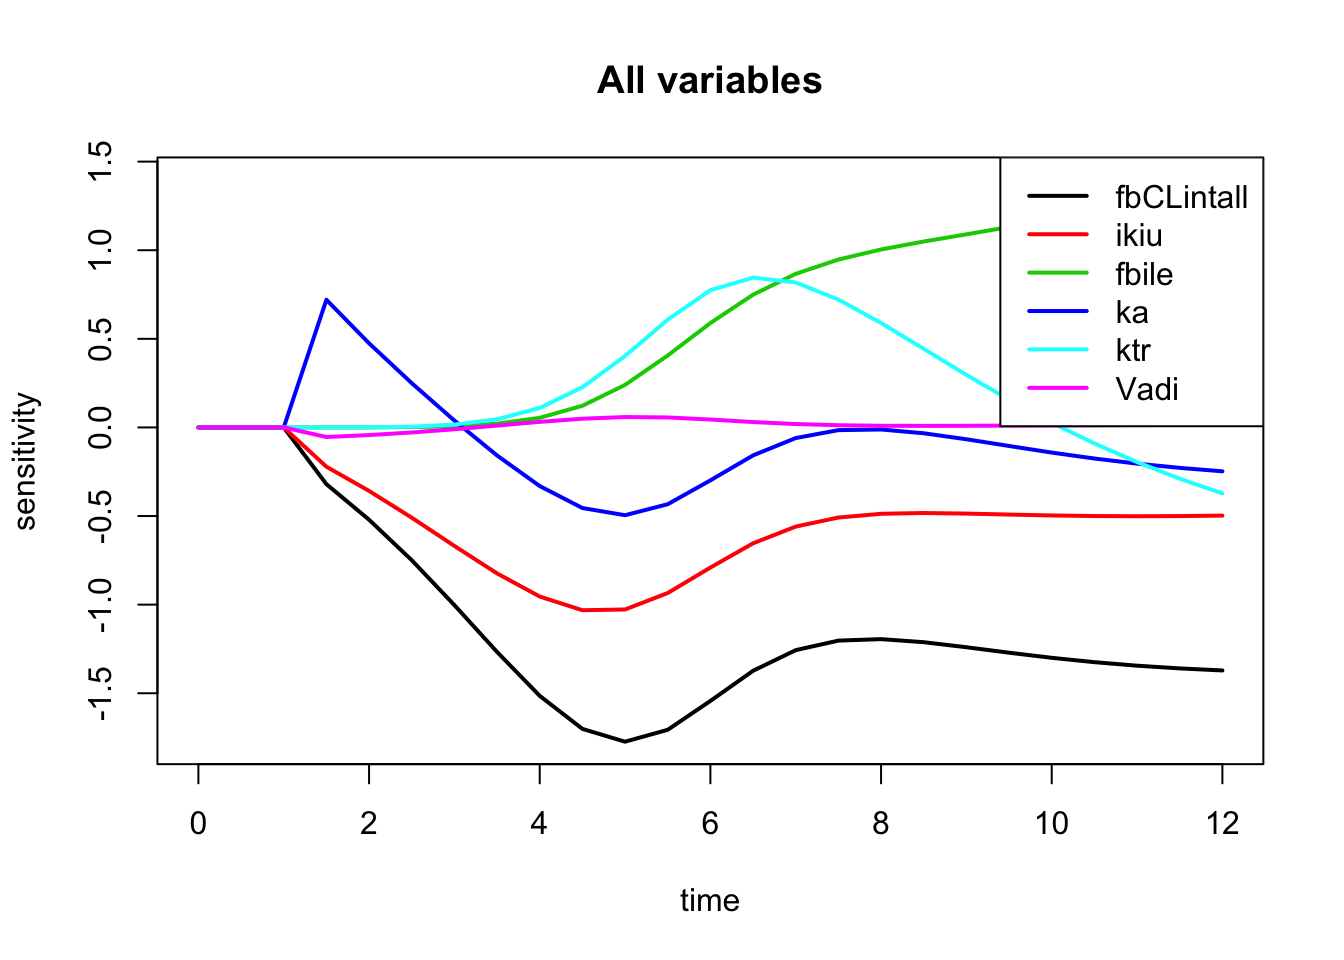 All variables
1.5
1.0
0.5
0.0
-0.5
-1.0
-1.5
sensitivity
fbCLintall
ikiu
fbile
ka
ktr
Vadi
0 2 4 6 8 10 12
time